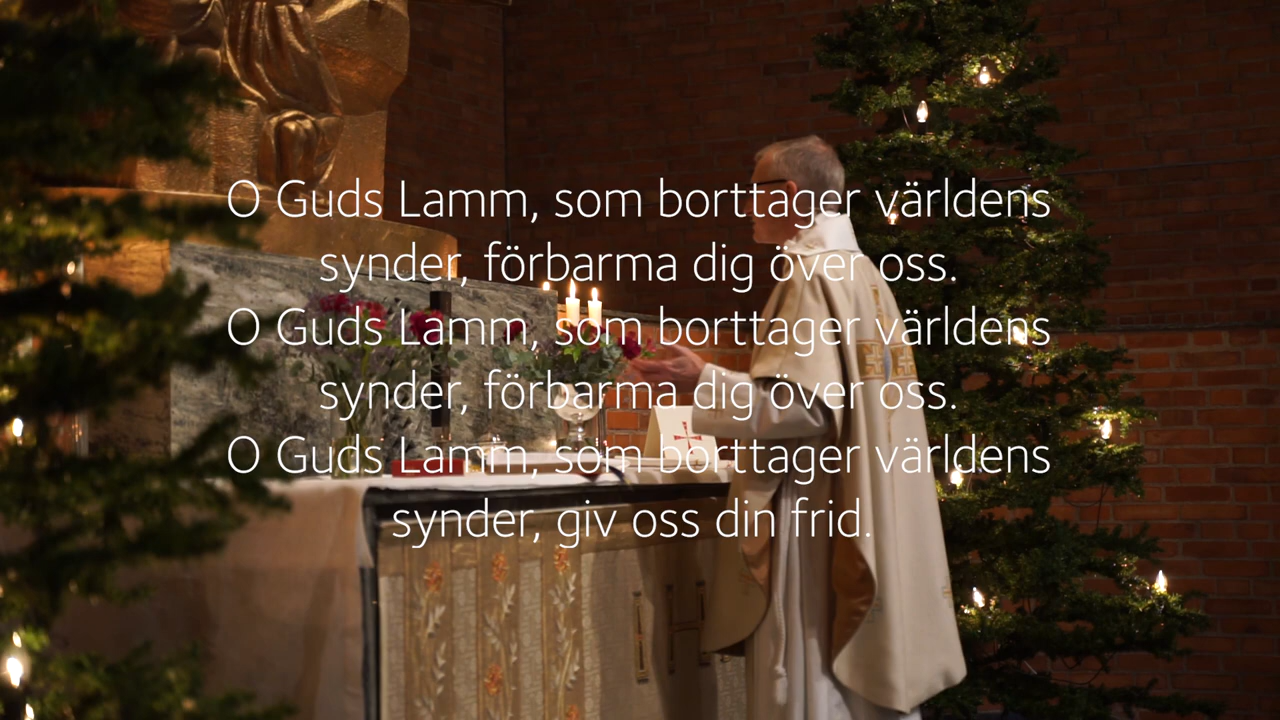 O Guds Lamm, som borttager världens
synder, förbarma dig över oss.
O Guds Lamm, som borttager världens
synder, förbarma dig över oss.
O Guds Lamm, som borttager världens
synder, giv oss din frid.